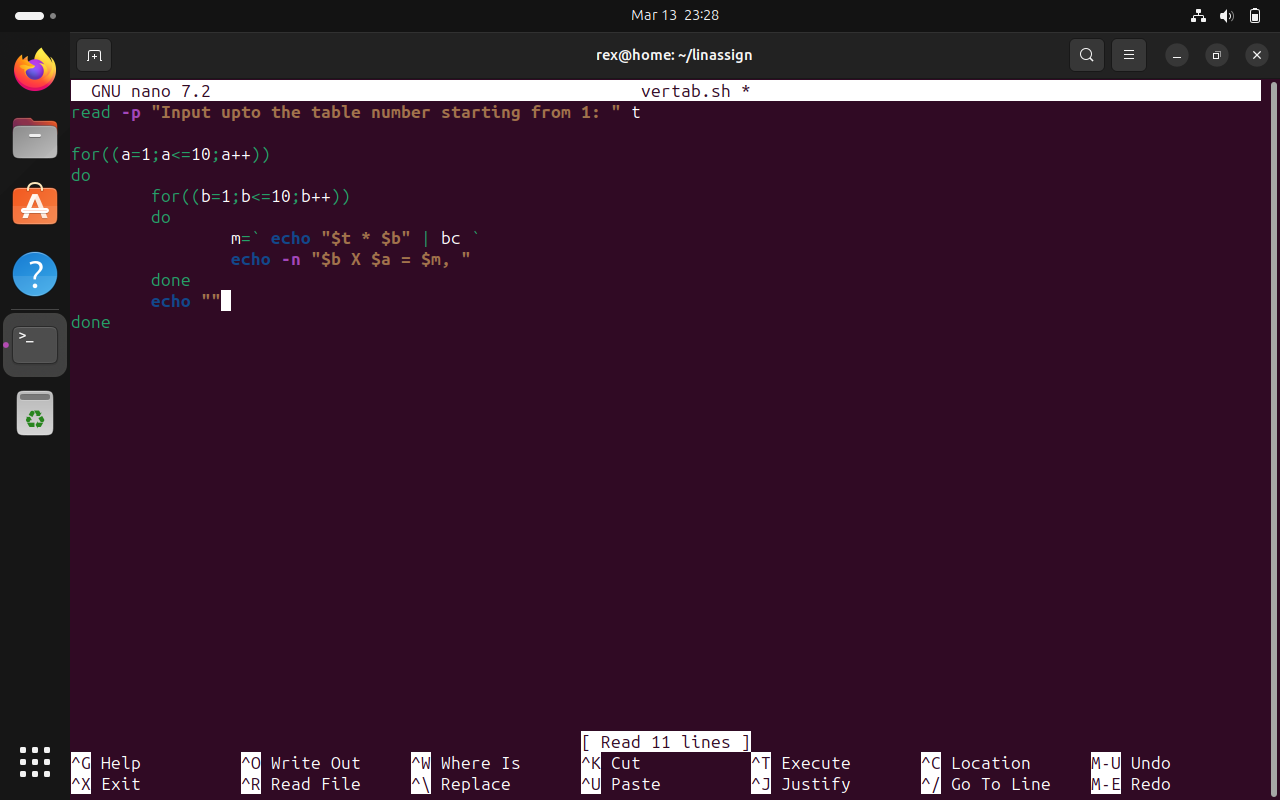 Mar 13 23:28
rex@home: ~/linassign
GNU nano 7.2 vertab.sh *
read -p "Input upto the table number starting from 1: " t
for((a=1;a<=10;a++))
do
for((b=1;b<=10;b++))
do
m=` echo "$t * $b" | bc `
echo -n "$b X $a = $m, "
done
echo ""
done
[ Read 11 lines ]
^G Help ^O Write Out ^W Where Is ^K Cut ^T Execute ^C Location M-U Undo
^X Exit ^R Read File ^\ Replace ^U Paste ^J Justify ^/ Go To Line M-E Redo